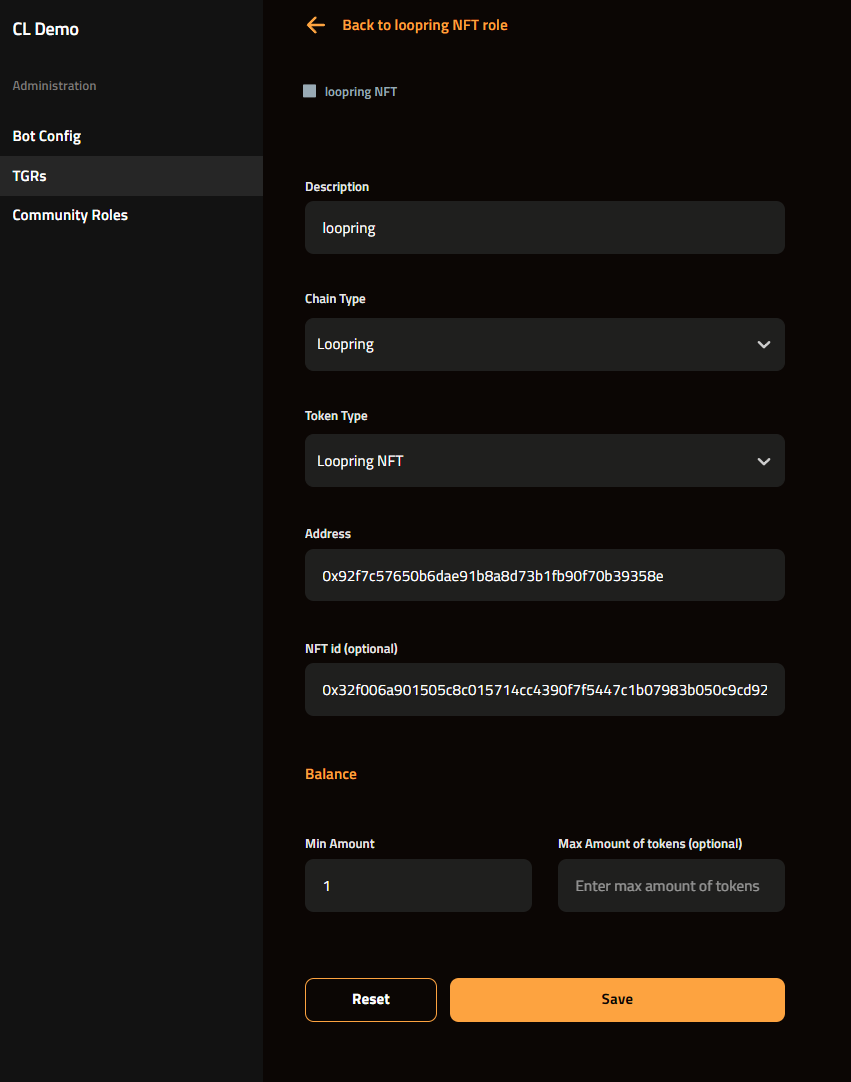 CL Demo
Administration
Bot Config
TGRs
Community Roles
Back to loopring NFT role
loopring NFT
Description
loopring
Chain Type
Loopring
Token Type
Loopring NFT
Address
0x92f7c57650b6dae91b8a8d73b1fb90f70b39358e
NFT id (optional)
0x32f006a901505c8c015714cc4390f7f5447c1b07983b050c9cd92
Balance
Min Amount
Max Amount of tokens (optional)
1
Enter max amount of tokens
Reset
Save